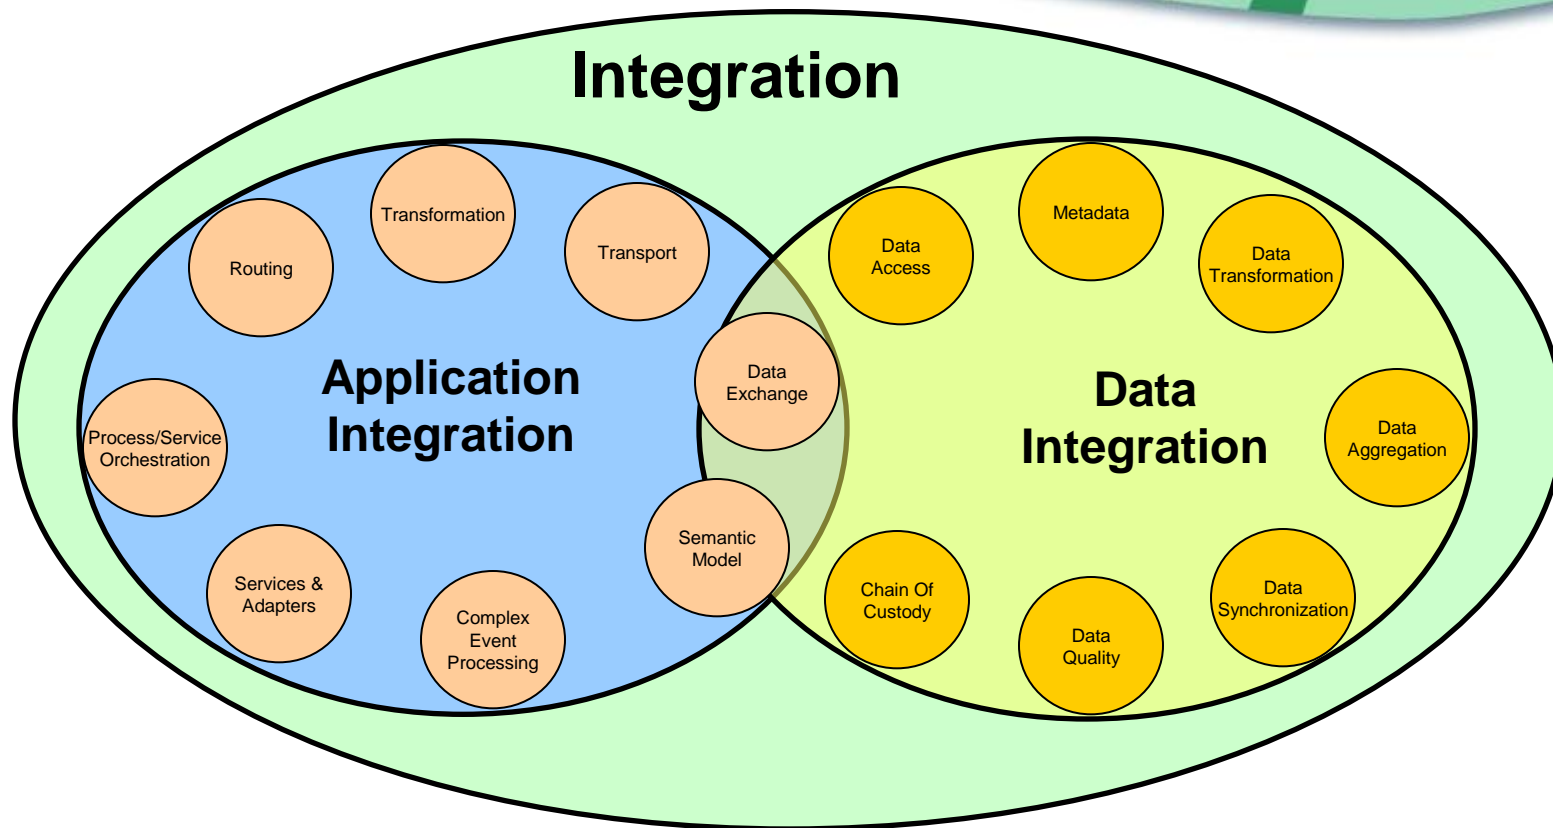 Integration
Transformation
Transport
Routing
Application
Integration
Process/Service
Orchestration
Services &
Adapters
Complex
Event
Processing
Data
Exchange
Semantic
Model
Data
Access
Metadata
Data
Transformation
Data
Integration
Data
Aggregation
Chain Of
Custody
Data
Quality
Data
Synchronization